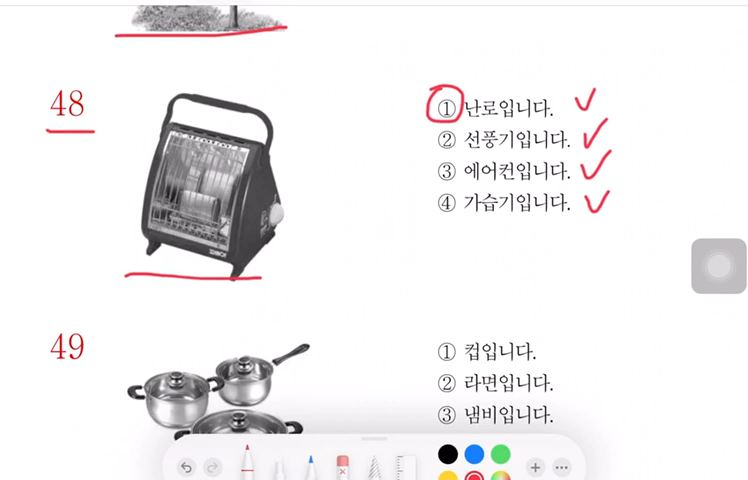 48
① 난로입니다.
② 선풍기입니다.
③ 에어컨입니다.
④ 가습기입니다.
49
① 컵입니다.
② 라면입니다.
③ 냄비입니다.